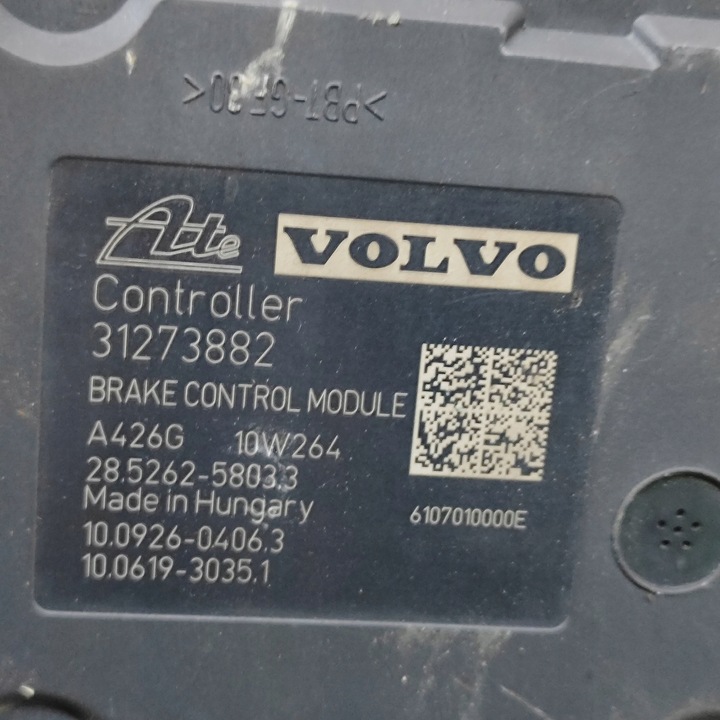 >PBT-GF30<
Ate VOLVO
Controller
31273882
BRAKE CONTROL MODULE
A426G 10W264
28.5262-5803.3
Made in Hungary
6107010000E
10.0926-0406.3
10.0619-3035.1